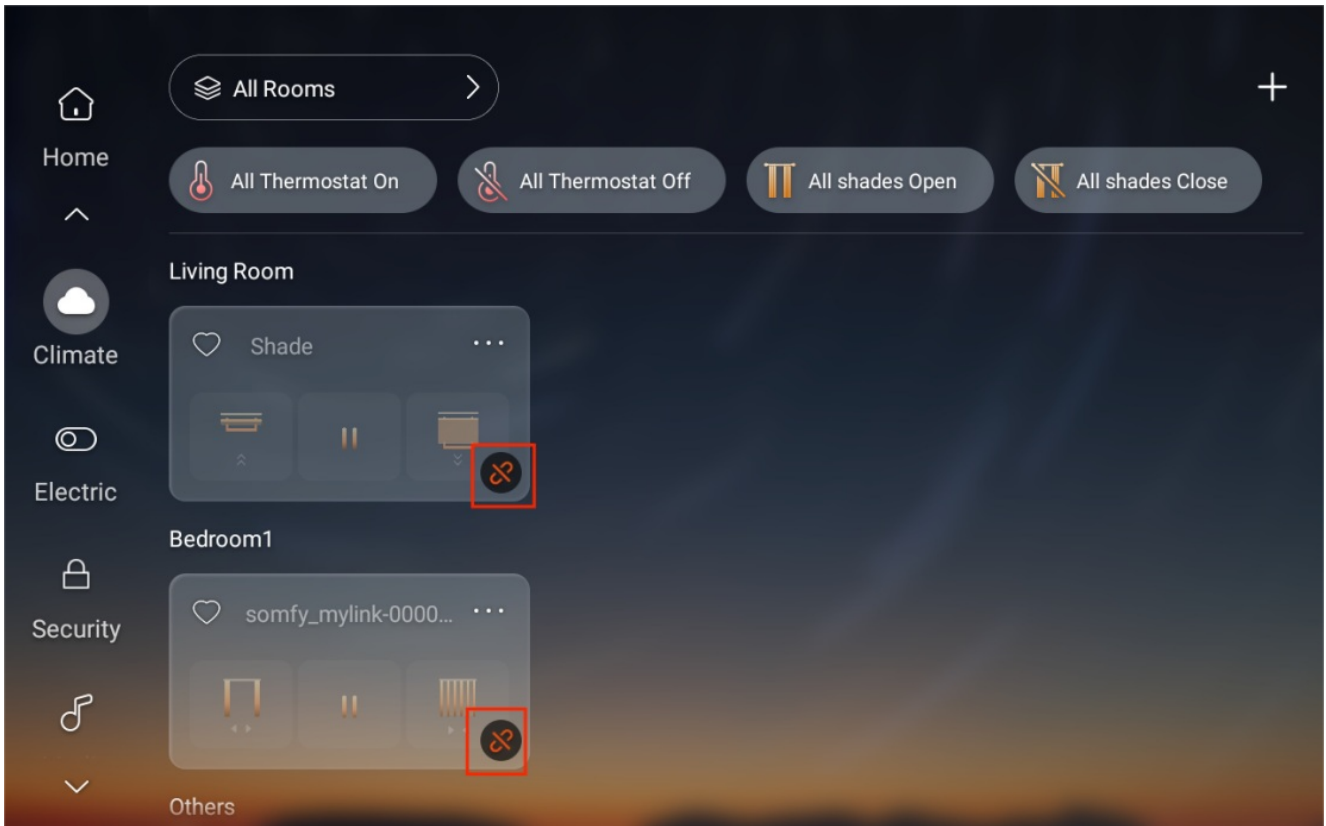 All Rooms
Home
All Thermostat On
All Thermostat Off
All shades Open
All shades Close
Living Room
Climate
Shade
Electric
Bedroom1
Security
somfy_mylink-0000...
Others